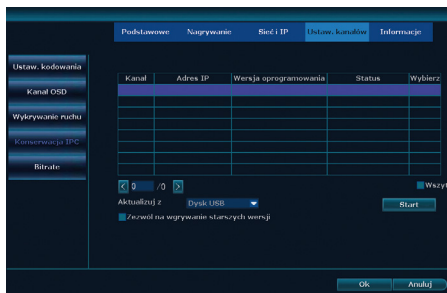 Podstawowe Nagrywanie Sieć i IP Ustaw. kanałów Informacje
Ustaw. kodowania
Kanał OSD
Wykrywanie ruchu
Konserwacja IPC
Bitrate
Kanał Adres IP Wersja oprogramowania Status Wybierz
0 /0
Wszyt
Aktualizuj z Dysk USB
Start
Zezwól na wgrywanie starszych wersji
Ok Anuluj